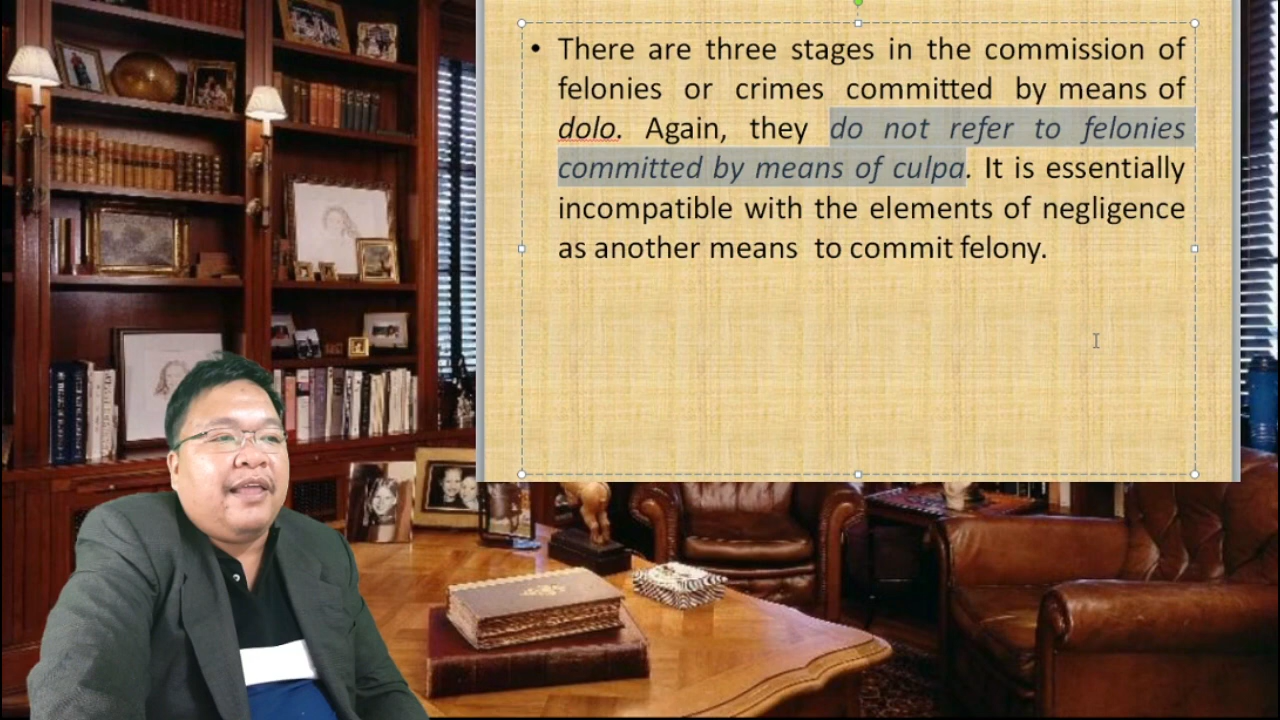 • There are three stages in the commission of
felonies or crimes committed by means of
dolo. Again, they do not refer to felonies
committed by means of culpa. It is essentially
incompatible with the elements of negligence
as another means to commit felony.